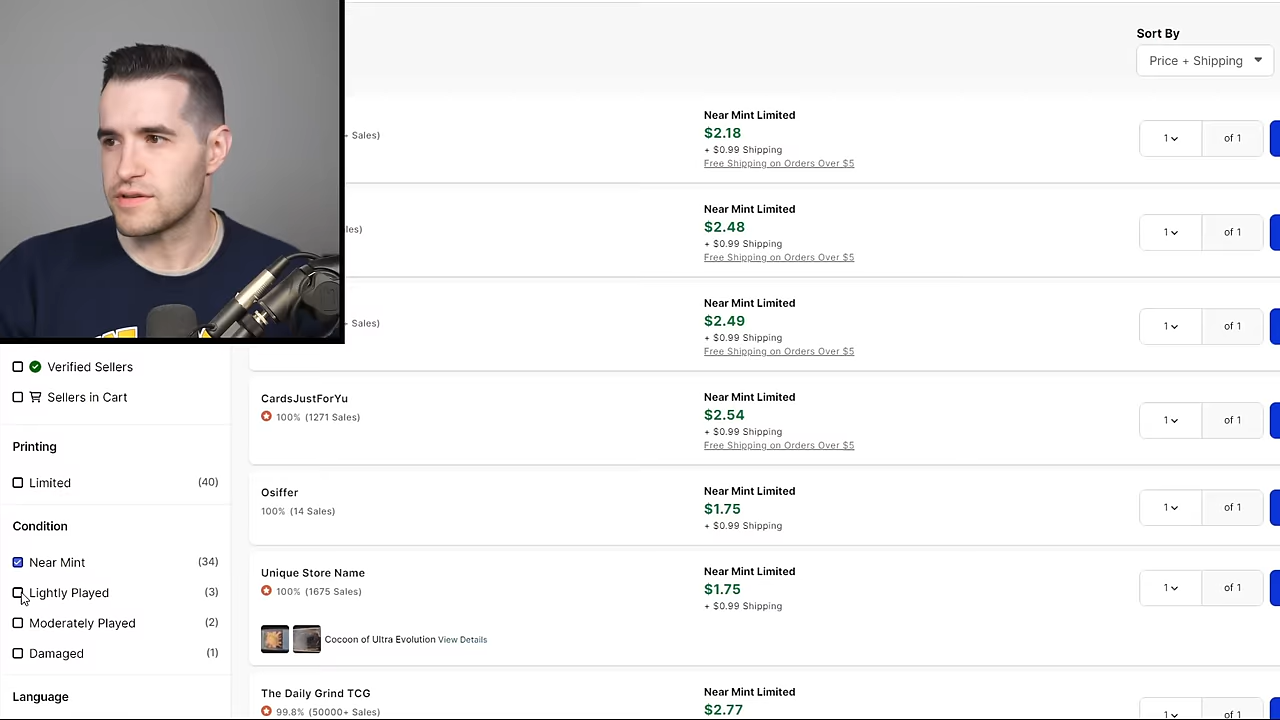 Sort By
Price + Shipping
Sales)
Near Mint Limited
$2.18
+ $0.99 Shipping
Free Shipping on Orders Over $5
1
of 1
les)
Near Mint Limited
$2.48
+ $0.99 Shipping
Free Shipping on Orders Over $5
1
of 1
Sales)
Near Mint Limited
$2.49
+ $0.99 Shipping
Free Shipping on Orders Over $5
1
of 1
Verified Sellers
Sellers in Cart
Printing
Limited (40)
Condition
Near Mint (34)
Lightly Played (3)
Moderately Played (2)
Damaged (1)
Language
CardsJustForYu
100% (1271 Sales)
Near Mint Limited
$2.54
+ $0.99 Shipping
Free Shipping on Orders Over $5
1
of 1
Osiffer
100% (14 Sales)
Near Mint Limited
$1.75
+ $0.99 Shipping
1
of 1
Unique Store Name
100% (1675 Sales)
Near Mint Limited
$1.75
+ $0.99 Shipping
1
of 1
Cocoon of Ultra Evolution View Details
The Daily Grind TCG
99.8% (50000+ Sales)
Near Mint Limited
$2.77
1
of 1